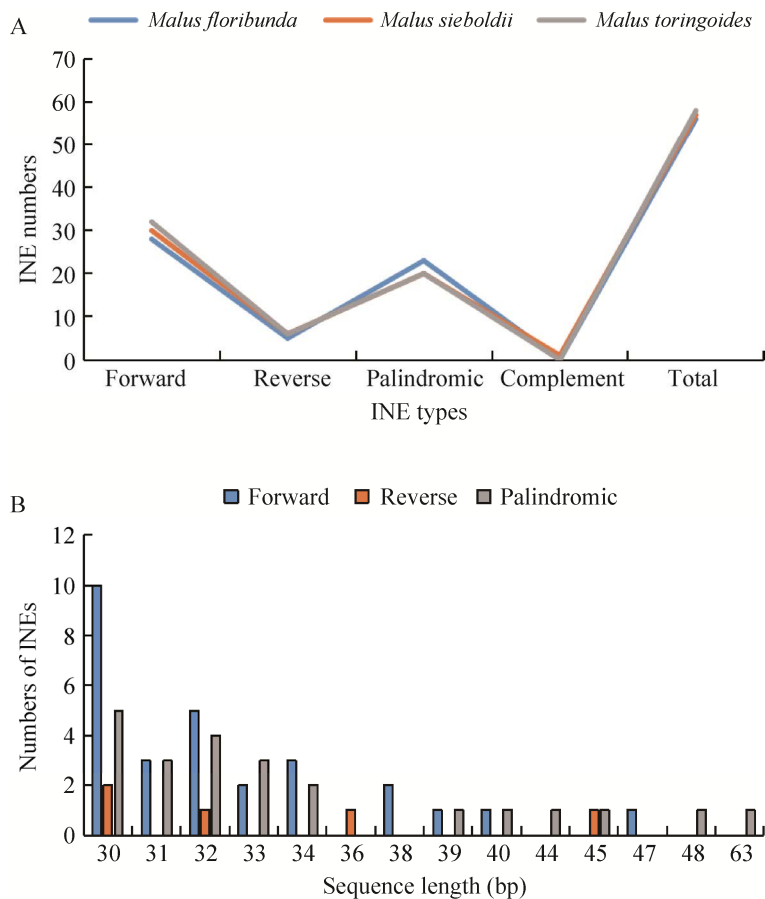 A
Malus floribunda Malus sieboldii Malus toringoides
70
60
50
40
30
20
10
0
INE numbers
Forward Reverse Palindromic Complement Total
INE types
B
Forward Reverse Palindromic
12
10
8
6
4
2
0
Numbers of INEs
30 31 32 33 34 36 38 39 40 44 45 47 48 63
Sequence length (bp)